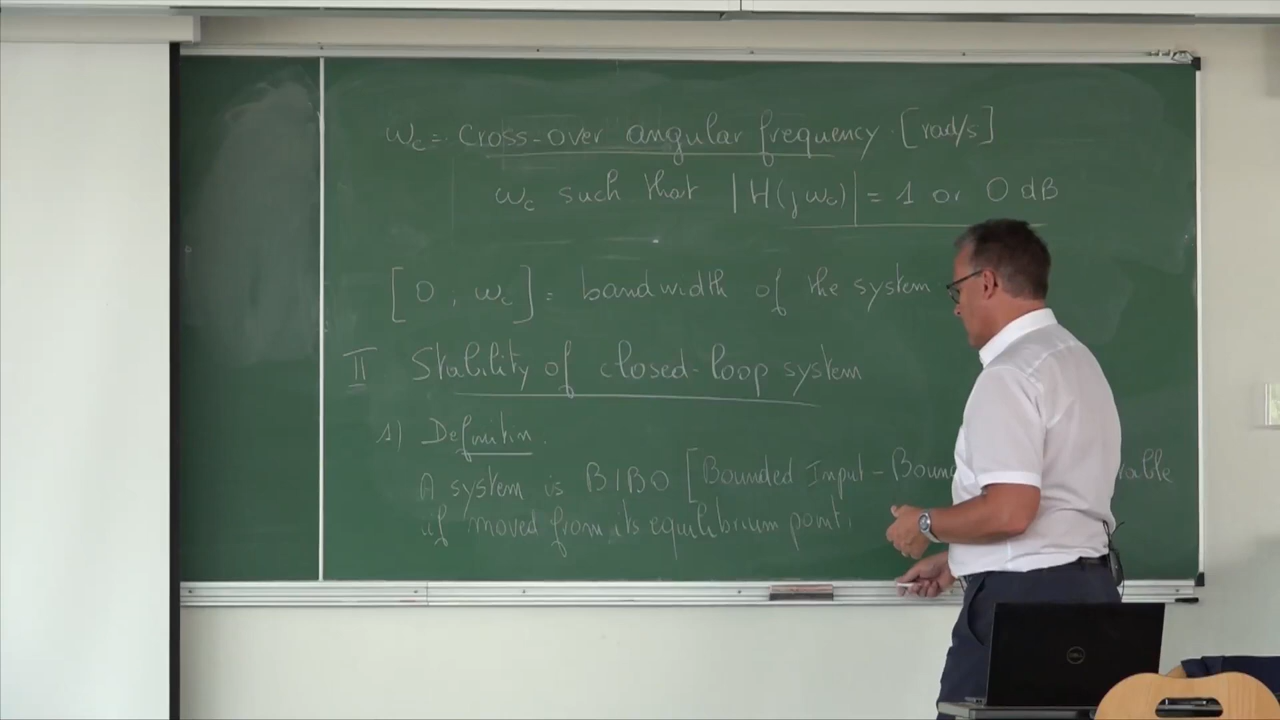 ωc = Cross-over angular frequency. [rad/s]
ωc such that |H(jωc)| = 1 or 0 dB
[0, ωc] = bandwidth of the system
II Stability of closed-loop system
1) Definition.
A system is BIBO [Bounded Input-
if moved from its equilibrium point,
DELL